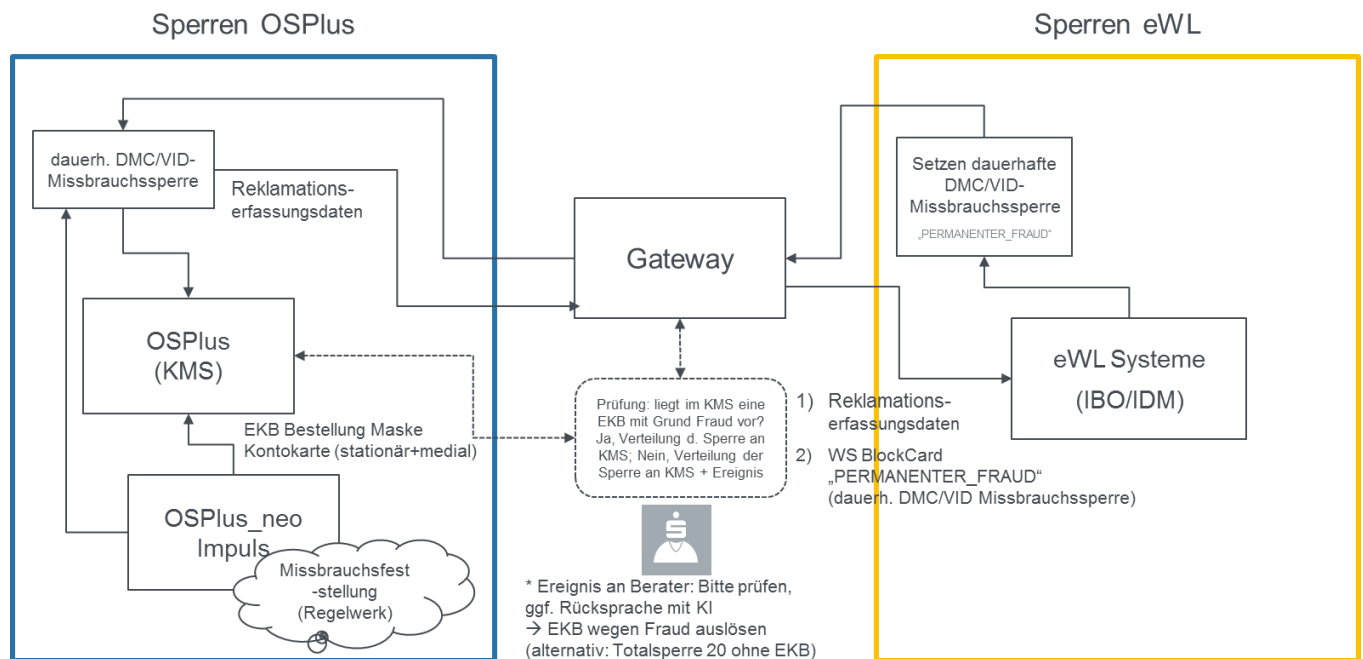 Sperren OSPlus
Sperren eWL
dauerh. DMC/VID-
Missbrauchssperre
Reklamations-
erfassungsdaten
OSPlus
(KMS)
EKB Bestellung Maske
Kontokarte (stationär+medial)
OSPlus_neo
Impuls
Missbrauchsfest
-stellung
(Regelwerk)
Gateway
Prüfung: liegt im KMS eine
EKB mit Grund Fraud vor?
Ja, Verteilung d. Sperre an
KMS; Nein, Verteilung der
Sperre an KMS + Ereignis
* Ereignis an Berater: Bitte prüfen,
ggf. Rücksprache mit KI
→ EKB wegen Fraud auslösen
(alternativ: Totalsperre 20 ohne EKB)
1) Reklamations-
erfassungsdaten
2) WS BlockCard
„PERMANENTER_FRAUD“
(dauerh. DMC/VID Missbrauchssperre)
Setzen dauerhafte
DMC/VID-
Missbrauchssperre
„PERMANENTER_FRAUD“
eWL Systeme
(IBO/IDM)